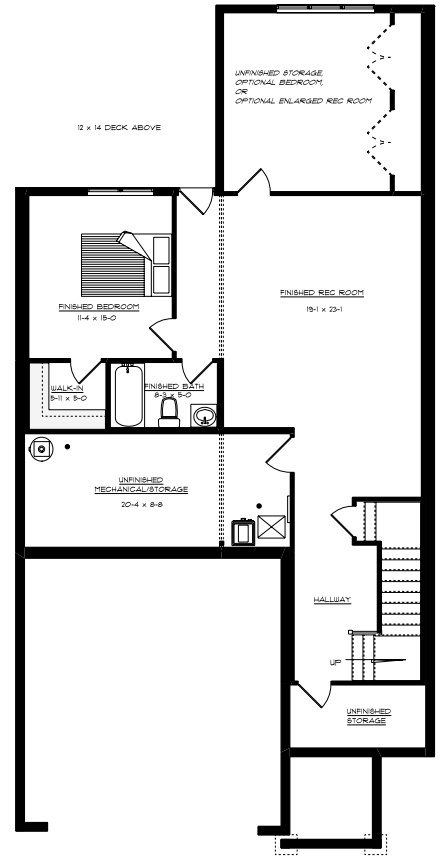 UNFINISHED STORAGE,
OPTIONAL BEDROOM,
OR
OPTIONAL ENLARGED REC ROOM
12 x 14 DECK ABOVE
FINISHED BEDROOM
11-4 x 15-0
FINISHED REC ROOM
19-1 x 23-1
WALK-IN
5-11 x 5-0
FINISHED BATH
8-3 x 5-0
UNFINISHED
MECHANICAL/STORAGE
20-4 x 8-8
HALLWAY
UP
UNFINISHED
STORAGE